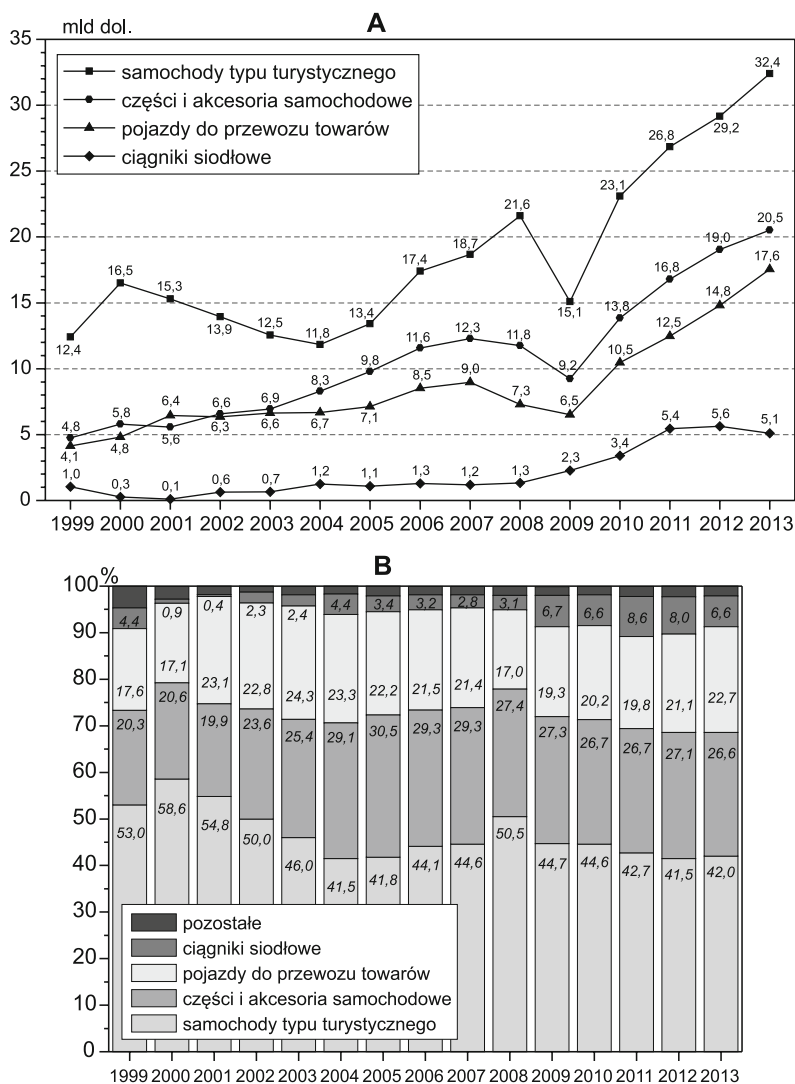 A
mld dol.
35
30
25
20
15
10
5
0
samochody typu turystycznego
części i akcesoria samochodowe
pojazdy do przewozu towarów
ciągniki siodłowe
12,4 16,5 15,3 13,9 12,5 11,8 13,4 17,4 18,7 21,6 15,1 23,1 26,8 29,2 32,4
4,8 5,8 5,6 6,6 6,9 8,3 9,8 11,6 12,3 11,8 9,2 13,8 16,8 19,0 20,5
4,1 4,8 6,4 6,3 6,6 6,7 7,1 8,5 9,0 7,3 6,5 10,5 12,5 14,8 17,6
1,0 0,3 0,1 0,6 0,7 1,2 1,1 1,3 1,2 1,3 2,3 3,4 5,4 5,6 5,1
1999 2000 2001 2002 2003 2004 2005 2006 2007 2008 2009 2010 2011 2012 2013
B
%
100
90
80
70
60
50
40
30
20
10
0
4,4 0,9 0,4 2,3 2,4 4,4 3,4 3,2 2,8 3,1 6,7 6,6 8,6 8,0 6,6
17,6 17,1 23,1 22,8 24,3 23,3 22,2 21,5 21,4 17,0 19,3 20,2 19,8 21,1 22,7
20,3 20,6 19,9 23,6 25,4 29,1 30,5 29,3 29,3 27,4 27,3 26,7 26,7 27,1 26,6
53,0 58,6 54,8 50,0 46,0 41,5 41,8 44,1 44,6 50,5 44,7 44,6 42,7 41,5 42,0
pozostałe
ciągniki siodłowe
pojazdy do przewozu towarów
części i akcesoria samochodowe
samochody typu turystycznego
1999 2000 2001 2002 2003 2004 2005 2006 2007 2008 2009 2010 2011 2012 2013